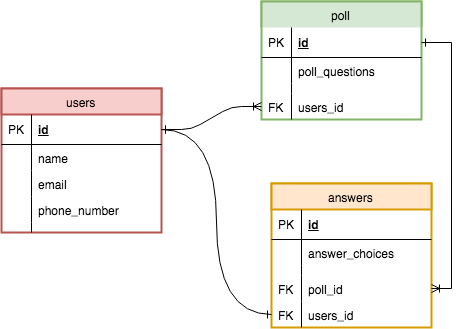 poll
PK id
poll_questions
FK users_id
users
PK id
name
email
phone_number
answers
PK id
answer_choices
FK poll_id
FK users_id